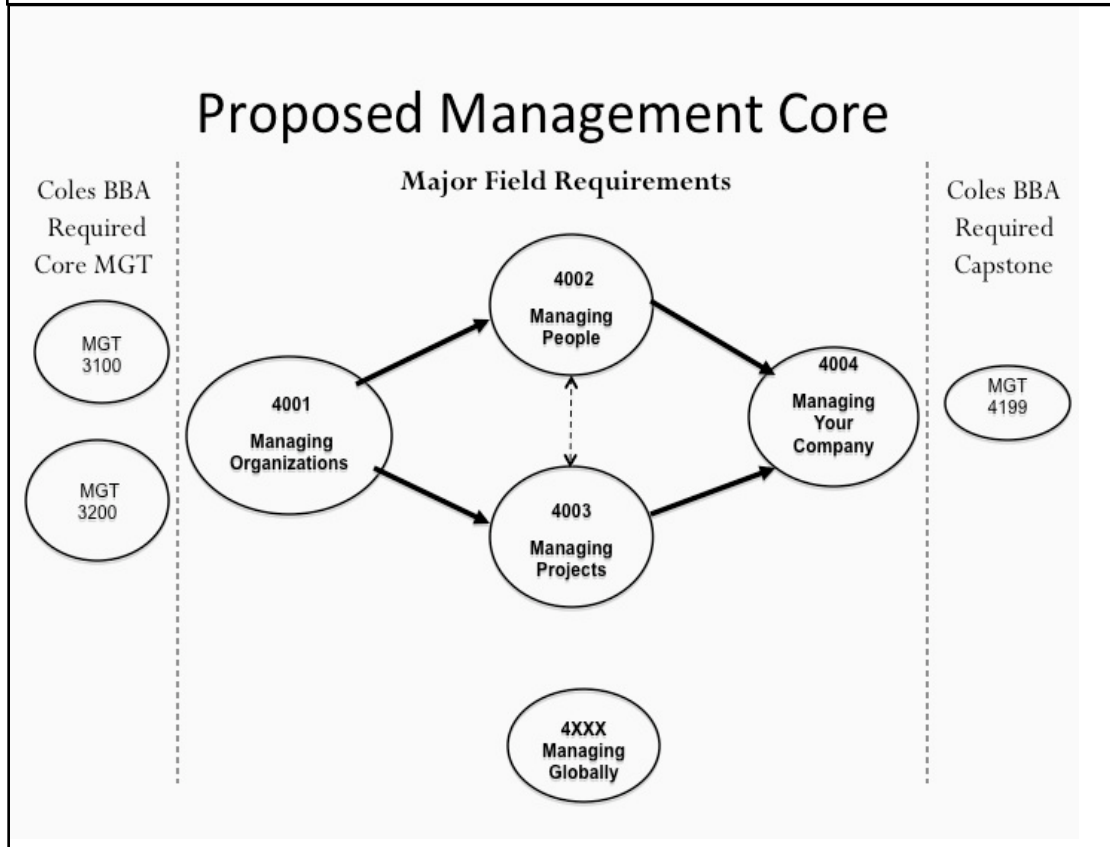 Proposed Management Core
Coles BBA
Required
Core MGT
MGT
3100
MGT
3200
Major Field Requirements
4001
Managing
Organizations
4002
Managing
People
4003
Managing
Projects
4004
Managing
Your
Company
4XXX
Managing
Globally
Coles BBA
Required
Capstone
MGT
4199